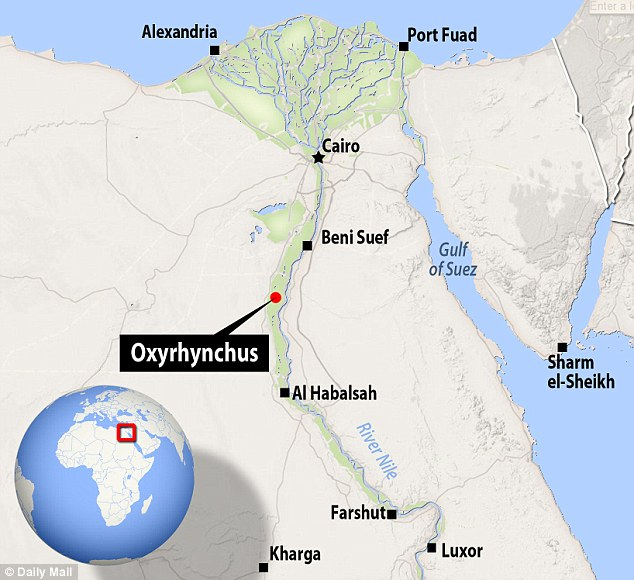 Enter a l
Alexandria
Port Fuad
Cairo
Beni Suef
Gulf
of Suez
Oxyrhynchus
Sharm
el-Sheikh
Al Habalsah
River Nile
Farshut
Luxor
Kharga
© Daily Mail